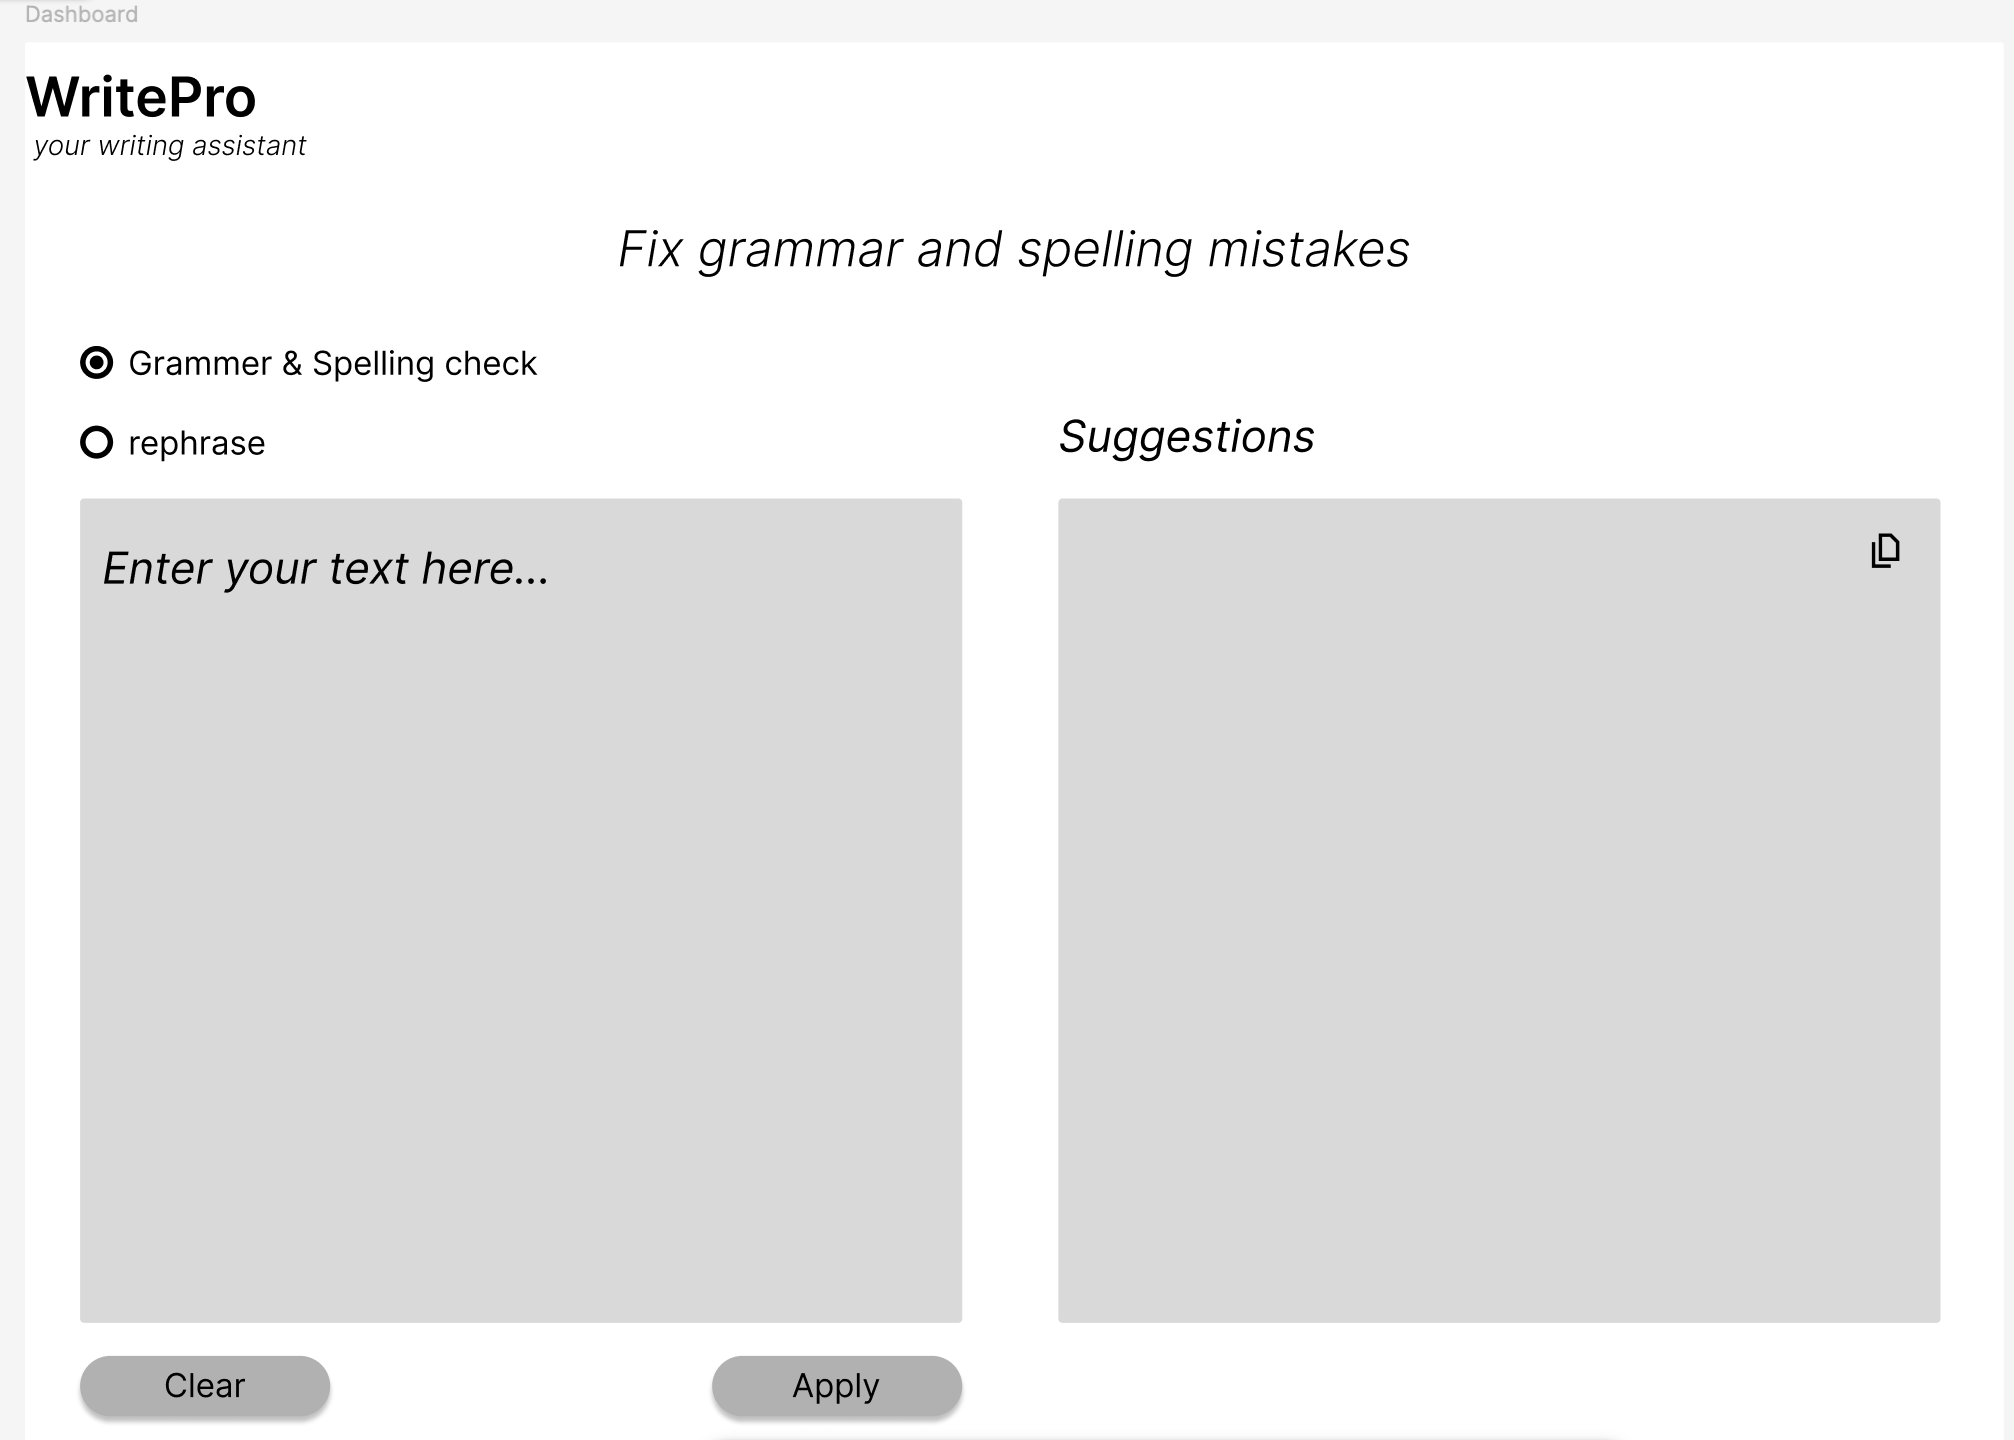 Dashboard
WritePro
your writing assistant
Fix grammar and spelling mistakes
Grammer & Spelling check
rephrase
Suggestions
Enter your text here...
Clear
Apply